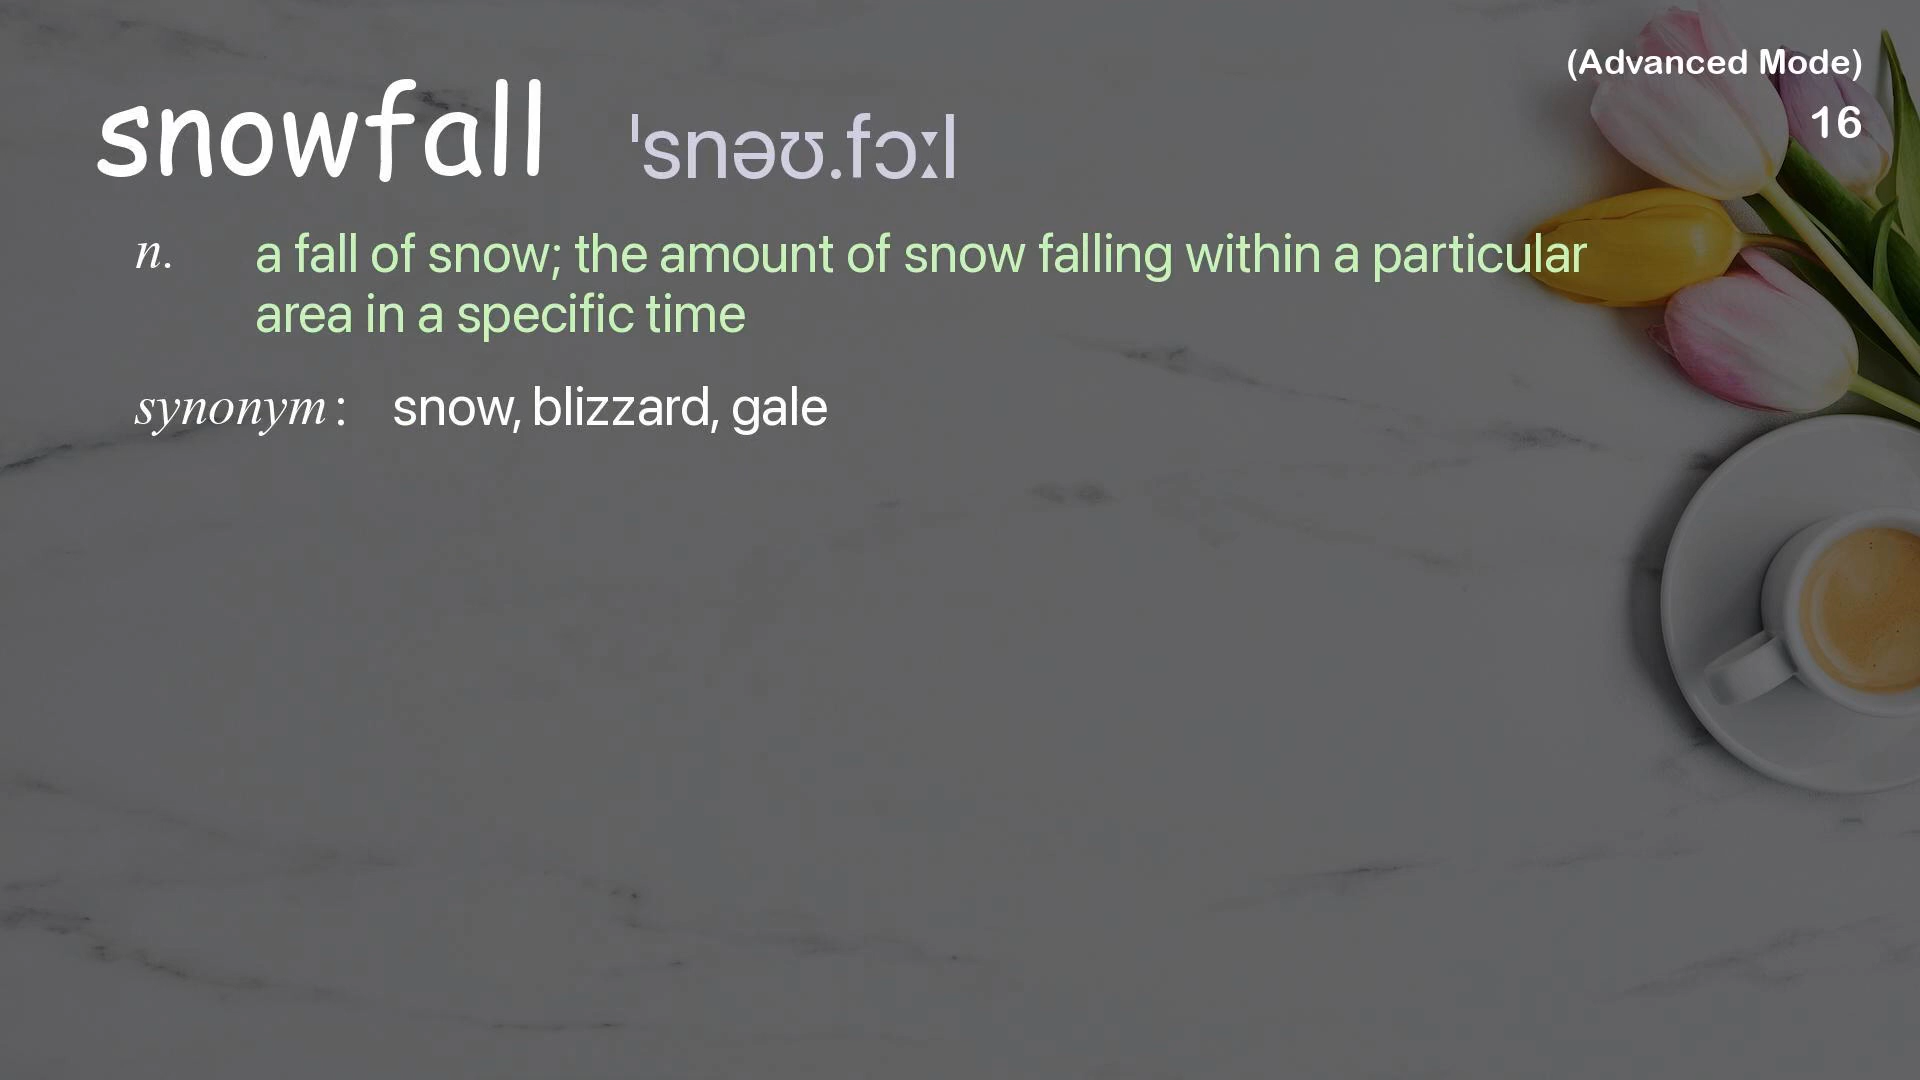 (Advanced Mode)
16
snowfall ˈsnəʊ.fɔːl
n. a fall of snow; the amount of snow falling within a particular
area in a specific time
synonym: snow, blizzard, gale